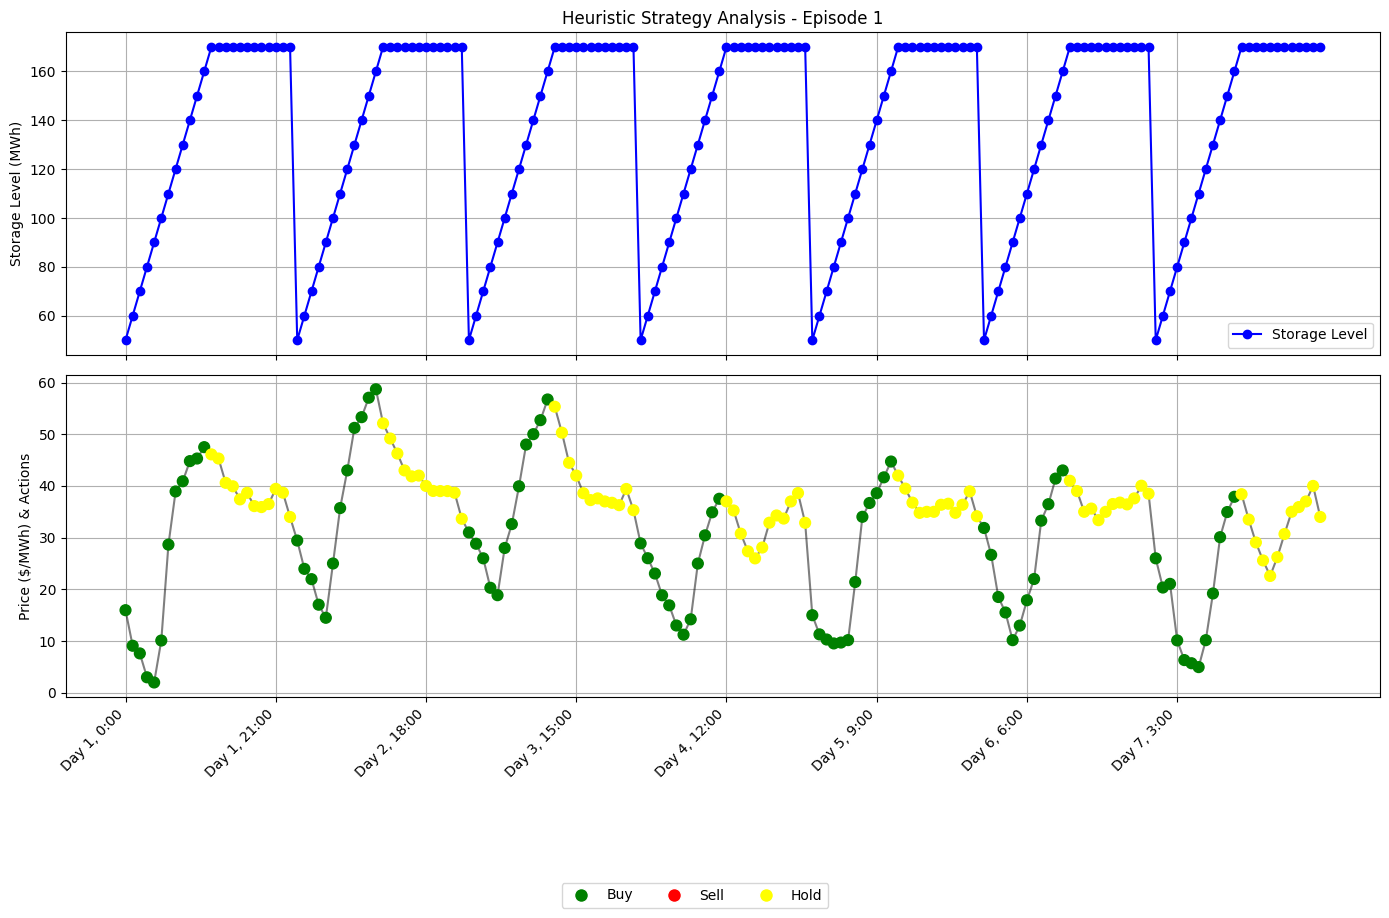 Heuristic Strategy Analysis - Episode 1
Storage Level (MWh)
160
140
120
100
80
60
Storage Level
Price ($/MWh) & Actions
60
50
40
30
20
10
0
Day 1, 0:00
Day 1, 21:00
Day 2, 18:00
Day 3, 15:00
Day 4, 12:00
Day 5, 9:00
Day 6, 6:00
Day 7, 3:00
Buy Sell Hold